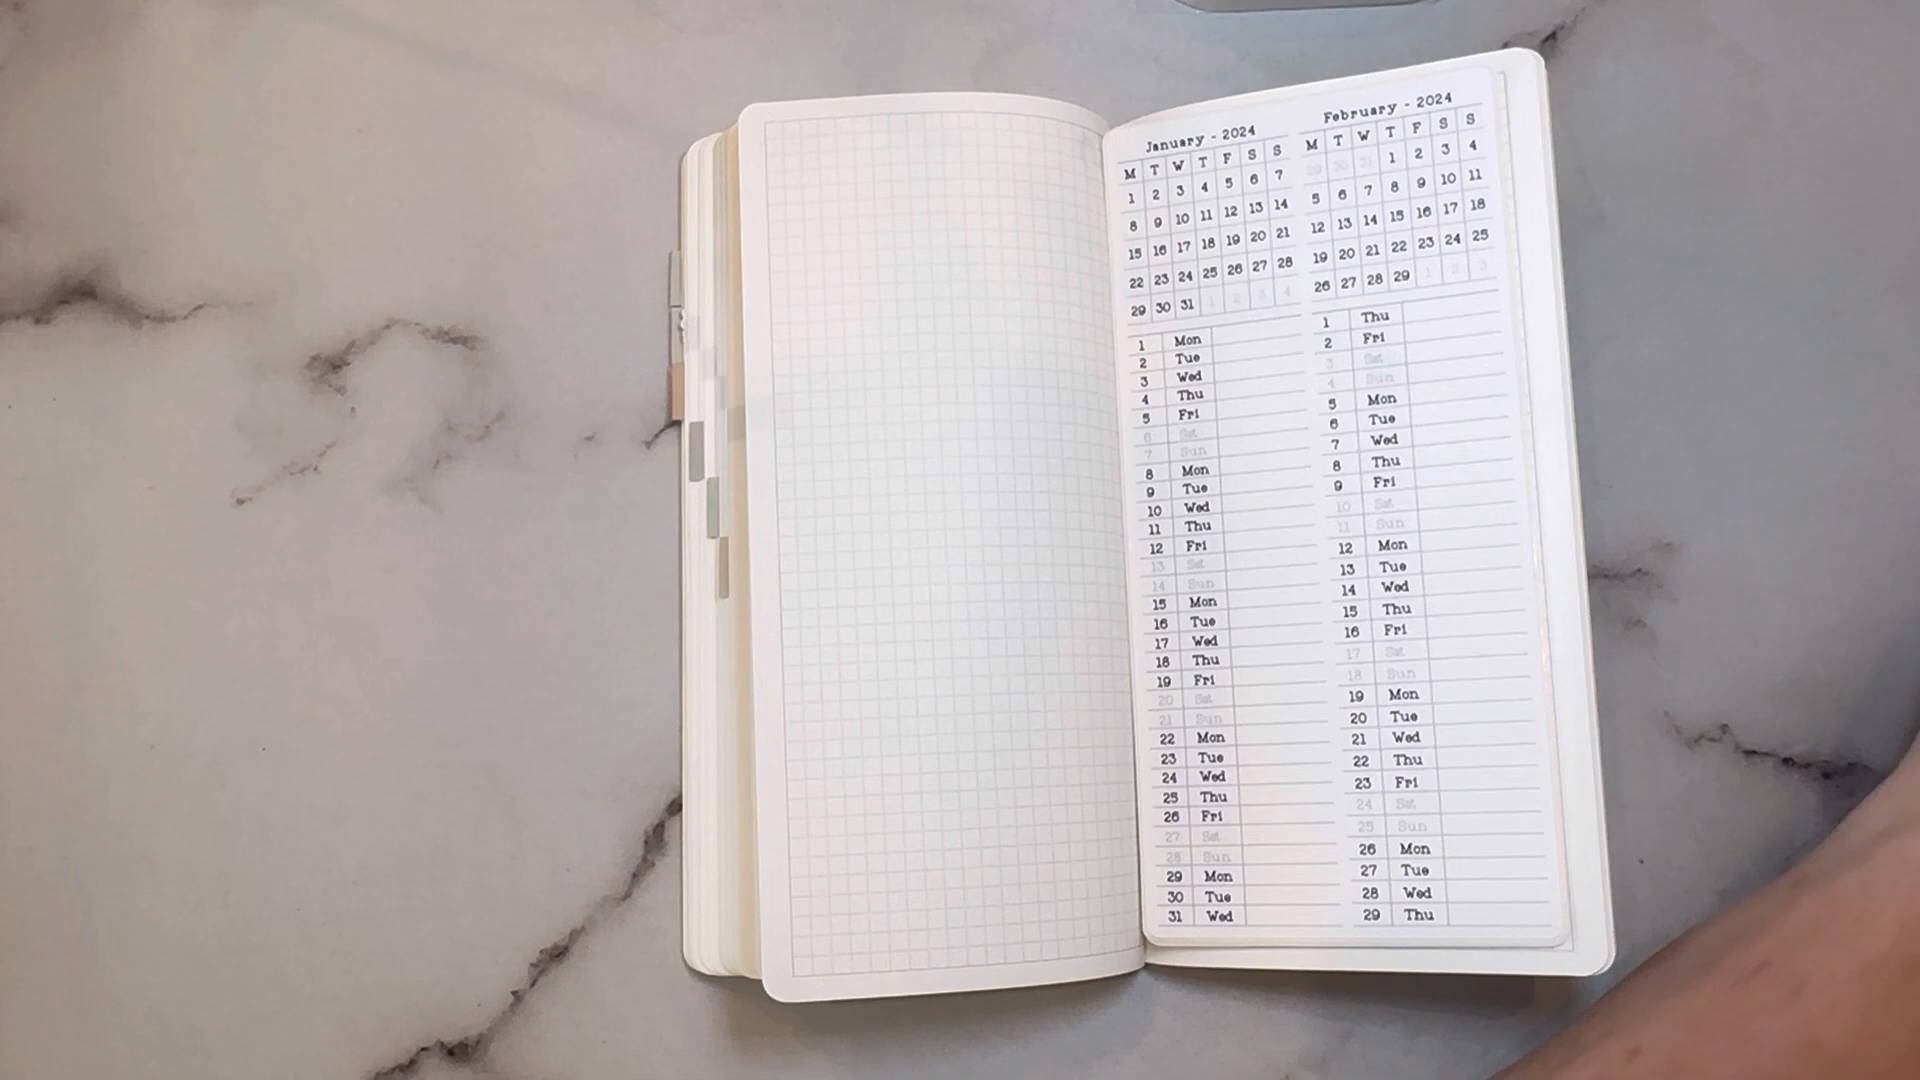 January - 2024
M T W T F S S
1 2 3 4 5 6 7
8 9 10 11 12 13 14
15 16 17 18 19 20 21
22 23 24 25 26 27 28
29 30 31 1 2 3 4
1 Mon
2 Tue
3 Wed
4 Thu
5 Fri
6 Sat
7 Sun
8 Mon
9 Tue
10 Wed
11 Thu
12 Fri
13 Sat
14 Sun
15 Mon
16 Tue
17 Wed
18 Thu
19 Fri
20 Sat
21 Sun
22 Mon
23 Tue
24 Wed
25 Thu
26 Fri
27 Sat
28 Sun
29 Mon
30 Tue
31 Wed
February - 2024
M T W T F S S
29 30 31 1 2 3 4
5 6 7 8 9 10 11
12 13 14 15 16 17 18
19 20 21 22 23 24 25
26 27 28 29 1 2 3
1 Thu
2 Fri
3 Sat
4 Sun
5 Mon
6 Tue
7 Wed
8 Thu
9 Fri
10 Sat
11 Sun
12 Mon
13 Tue
14 Wed
15 Thu
16 Fri
17 Sat
18 Sun
19 Mon
20 Tue
21 Wed
22 Thu
23 Fri
24 Sat
25 Sun
26 Mon
27 Tue
28 Wed
29 Thu